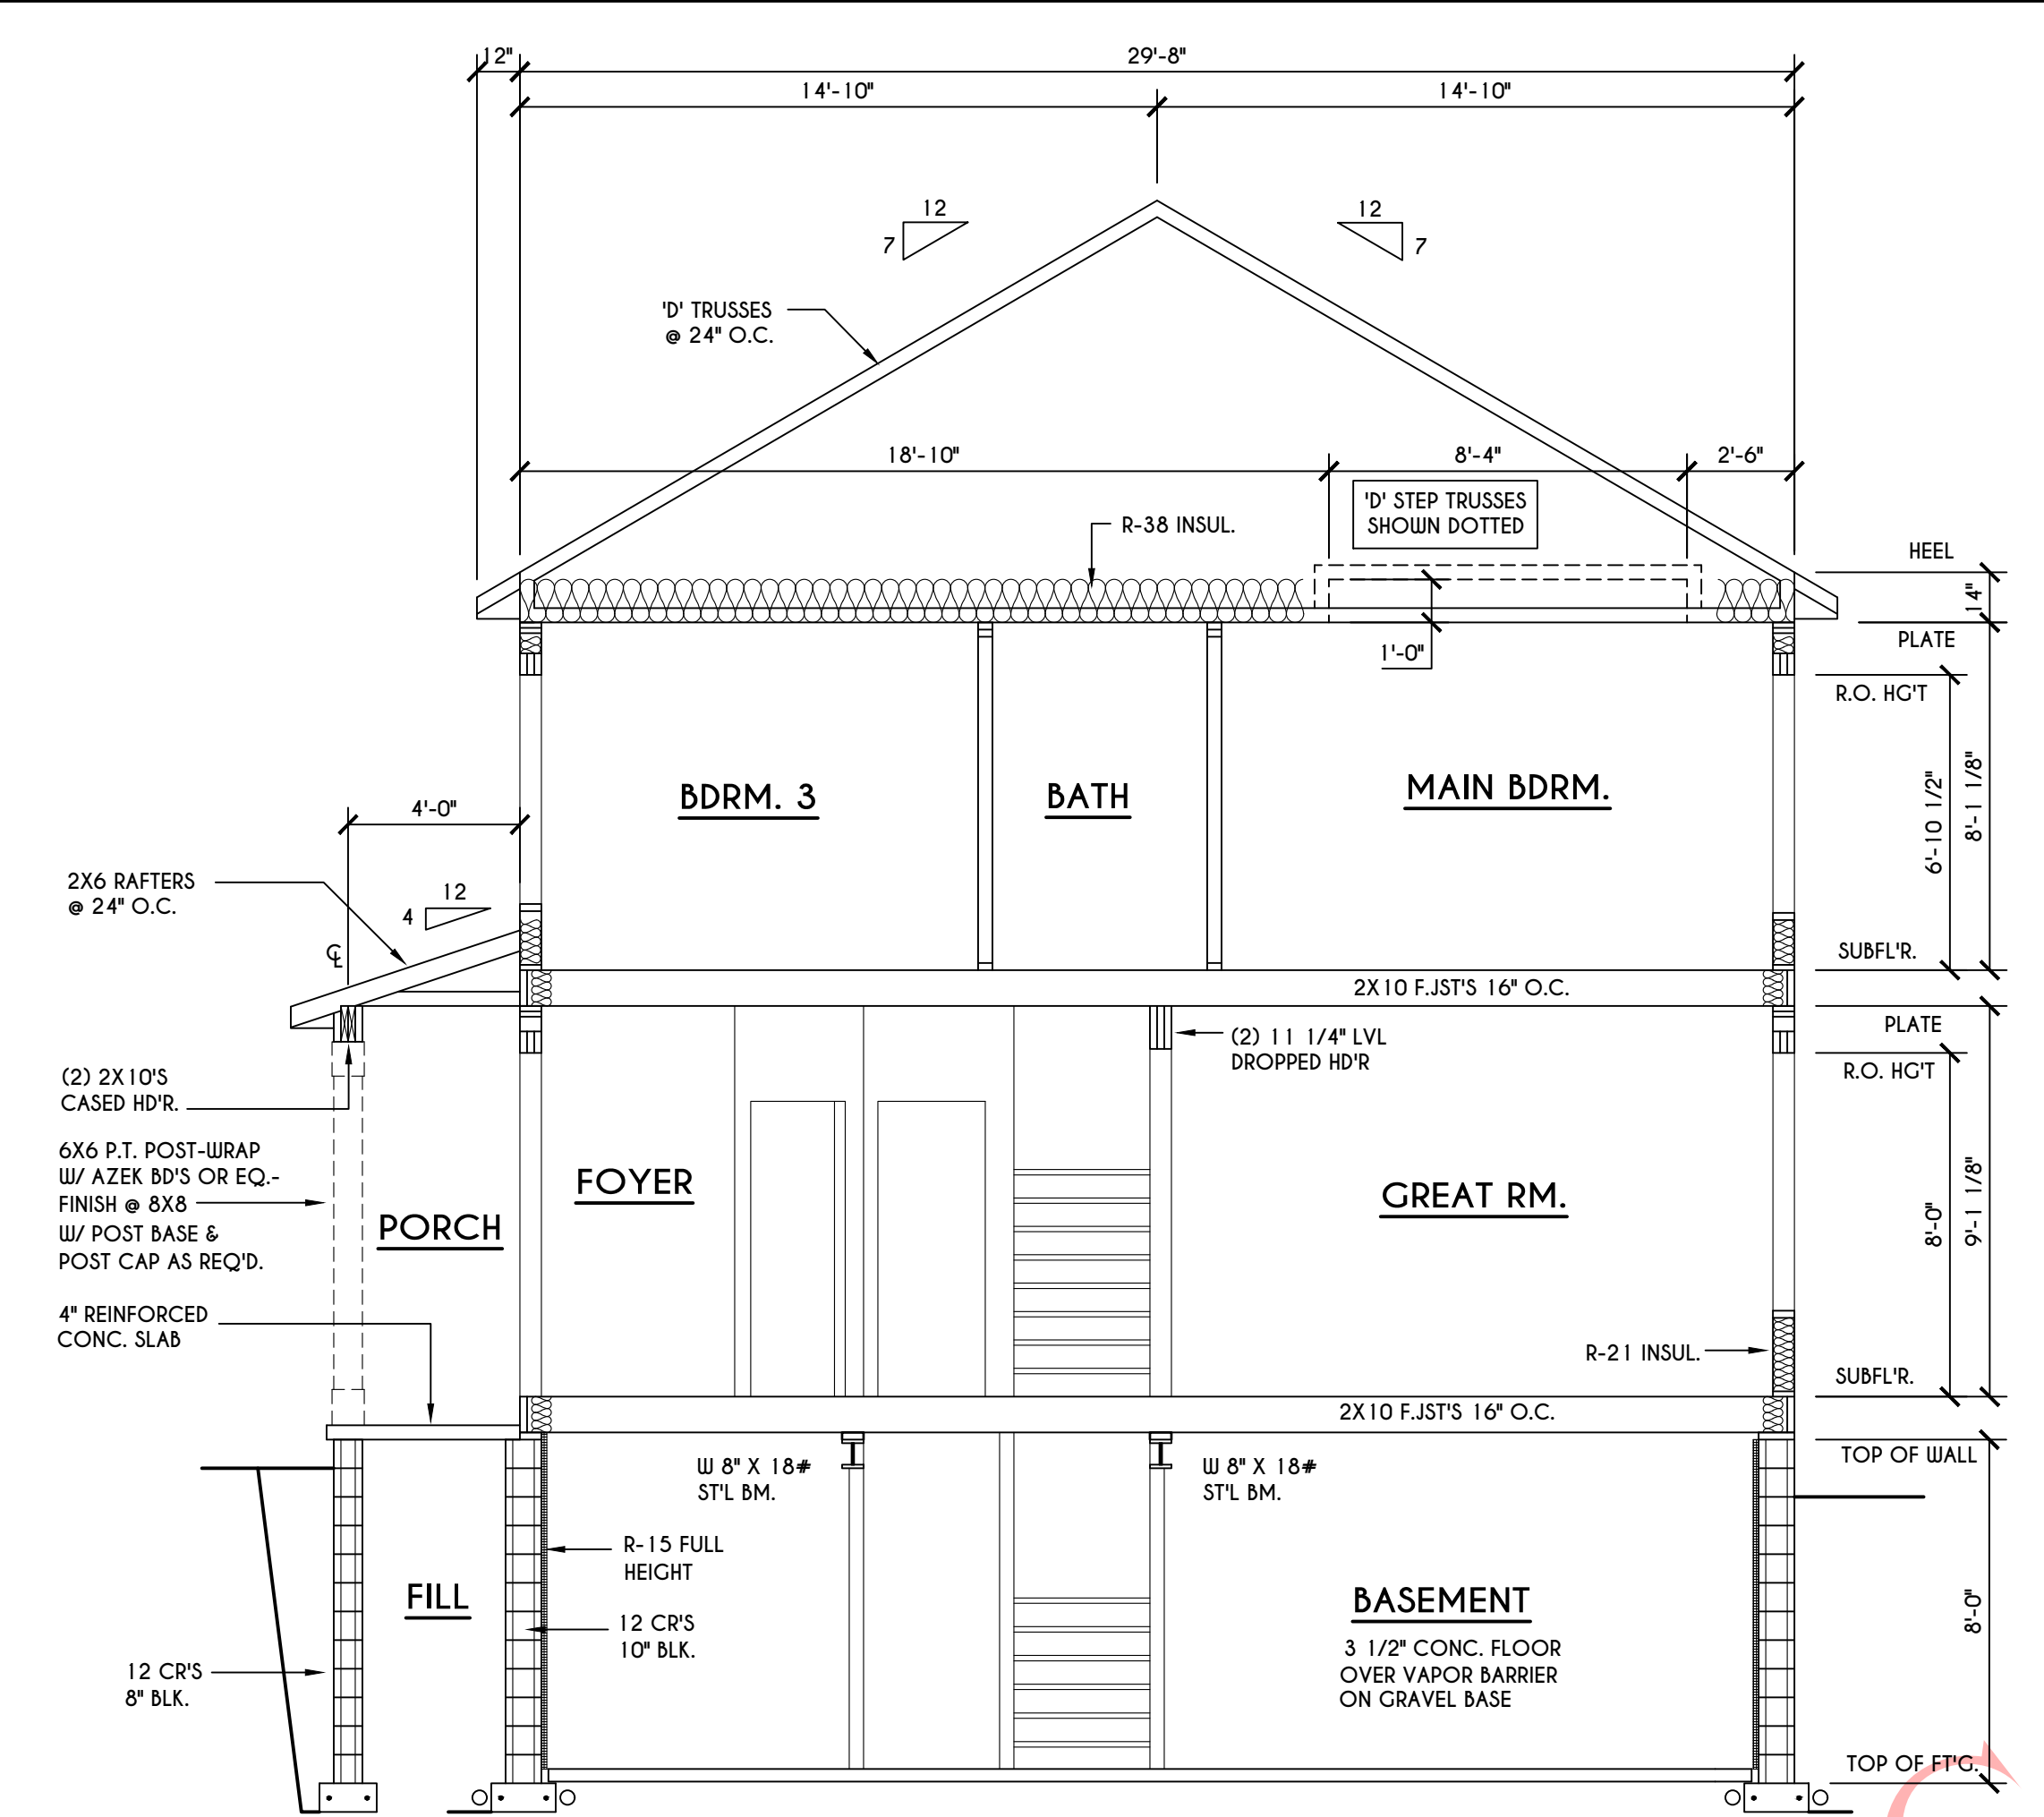 12"
29'-8"
14'-10"
14'-10"
12
7
12
7
'D' TRUSSES
@ 24" O.C.
18'-10"
8'-4"
2'-6"
'D' STEP TRUSSES
SHOWN DOTTED
R-38 INSUL.
HEEL
14"
PLATE
1'-0"
R.O. HG'T
BDRM. 3
BATH
MAIN BDRM.
6'-10 1/2"
8'-1 1/8"
4'-0"
2X6 RAFTERS
@ 24" O.C.
12
4
℄
SUBFL'R.
2X10 F.JST'S 16" O.C.
PLATE
(2) 11 1/4" LVL
DROPPED HD'R
R.O. HG'T
(2) 2X10'S
CASED HD'R.
6X6 P.T. POST-WRAP
W/ AZEK BD'S OR EQ.-
FINISH @ 8X8
W/ POST BASE &
POST CAP AS REQ'D.
FOYER
PORCH
GREAT RM.
8'-0"
9'-1 1/8"
4" REINFORCED
CONC. SLAB
R-21 INSUL.
SUBFL'R.
2X10 F.JST'S 16" O.C.
TOP OF WALL
W 8" X 18#
ST'L BM.
W 8" X 18#
ST'L BM.
R-15 FULL
HEIGHT
FILL
BASEMENT
3 1/2" CONC. FLOOR
OVER VAPOR BARRIER
ON GRAVEL BASE
8'-0"
12 CR'S
10" BLK.
12 CR'S
8" BLK.
TOP OF FT'G.